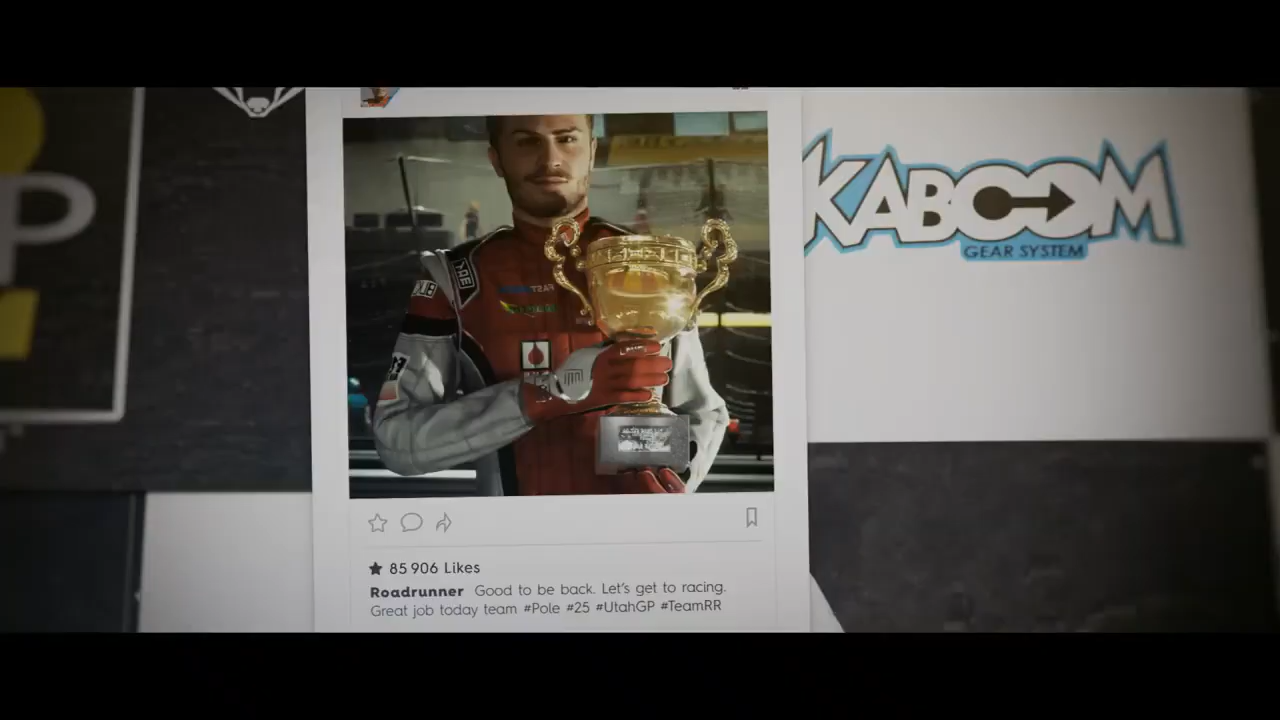 P
KABOOM
GEAR SYSTEM
85 906 Likes
Roadrunner Good to be back. Let's get to racing.
Great job today team #Pole #25 #UtahGP #TeamRR